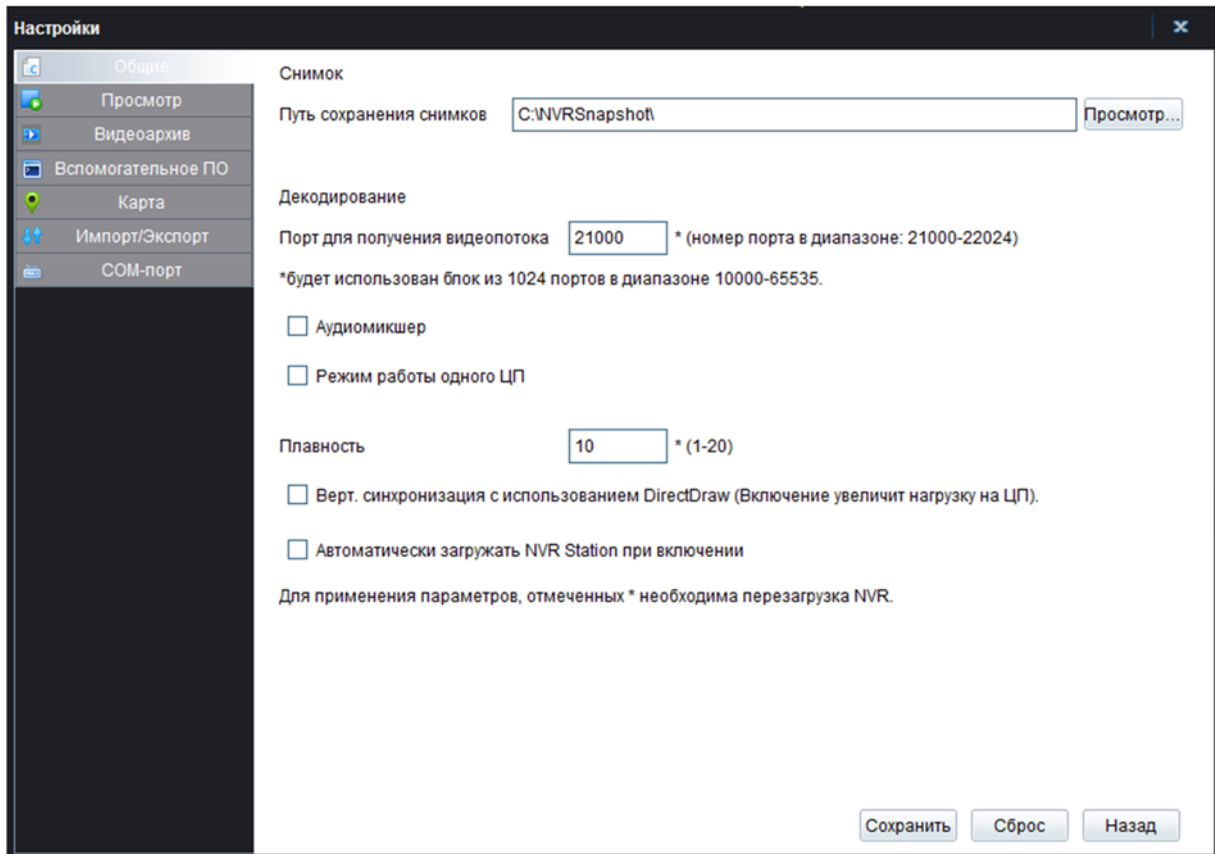 Настройки
Общие
Просмотр
Видеоархив
Вспомогательное ПО
Карта
Импорт/Экспорт
COM-порт
Снимок
Путь сохранения снимков C:\NVRSnapshot\ Просмотр...
Декодирование
Порт для получения видеопотока 21000 * (номер порта в диапазоне: 21000-22024)
*будет использован блок из 1024 портов в диапазоне 10000-65535.
Аудиомикшер
Режим работы одного ЦП
Плавность 10 * (1-20)
Верт. синхронизация с использованием DirectDraw (Включение увеличит нагрузку на ЦП).
Автоматически загружать NVR Station при включении
Для применения параметров, отмеченных * необходима перезагрузка NVR.
Сохранить Сброс Назад